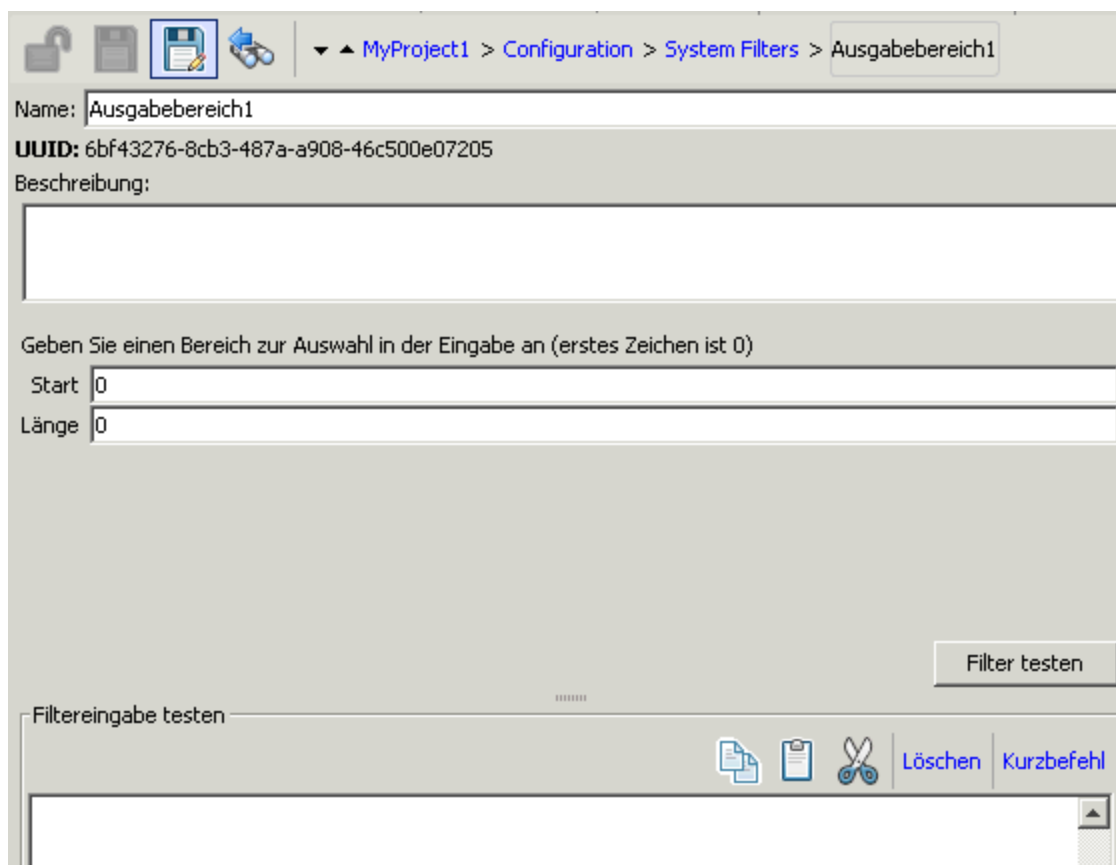 MyProject1 > Configuration > System Filters > Ausgabebereich1
Name: Ausgabebereich1
UUID: 6bf43276-8cb3-487a-a908-46c500e07205
Beschreibung:
Geben Sie einen Bereich zur Auswahl in der Eingabe an (erstes Zeichen ist 0)
Start 0
Länge 0
Filter testen
Filtereingabe testen
Löschen Kurzbefehl